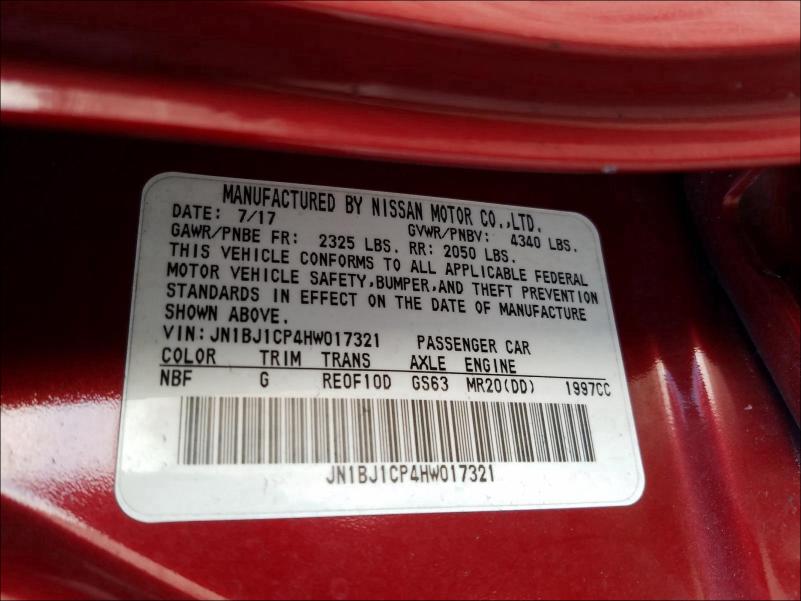 MANUFACTURED BY NISSAN MOTOR CO.,LTD.
DATE: 7/17 GVWR/PNBV: 4340 LBS.
GAWR/PNBE FR: 2325 LBS. RR: 2050 LBS.
THIS VEHICLE CONFORMS TO ALL APPLICABLE FEDERAL
MOTOR VEHICLE SAFETY,BUMPER,AND THEFT PREVENTION
STANDARDS IN EFFECT ON THE DATE OF MANUFACTURE
SHOWN ABOVE.
VIN:JN1BJ1CP4HW017321 PASSENGER CAR
COLOR TRIM TRANS AXLE ENGINE
NBF G RE0F10D GS63 MR20(DD) 1997CC
JN1BJ1CP4HW017321